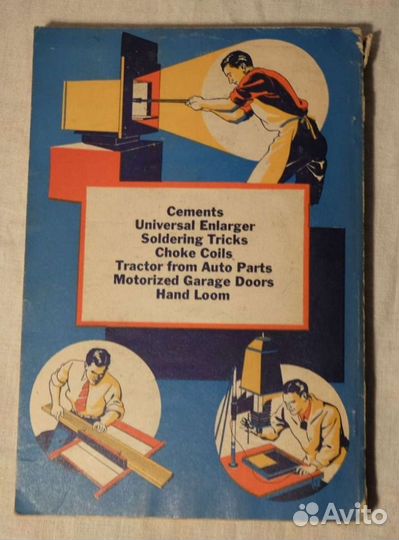 Cements
Universal Enlarger
Soldering Tricks
Choke Coils
Tractor from Auto Parts
Motorized Garage Doors
Hand Loom
Avito